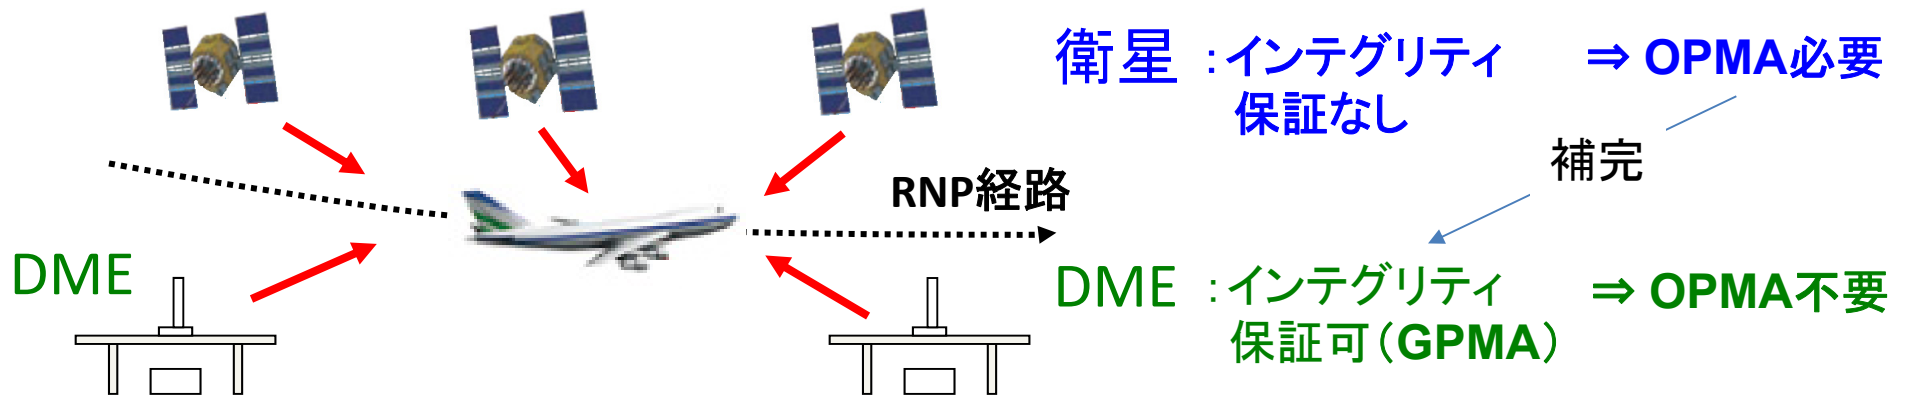 衛星：インテグリティ ⇒ OPMA必要
保証なし
補完
RNP経路
DME
DME：インテグリティ ⇒ OPMA不要
保証可（GPMA）